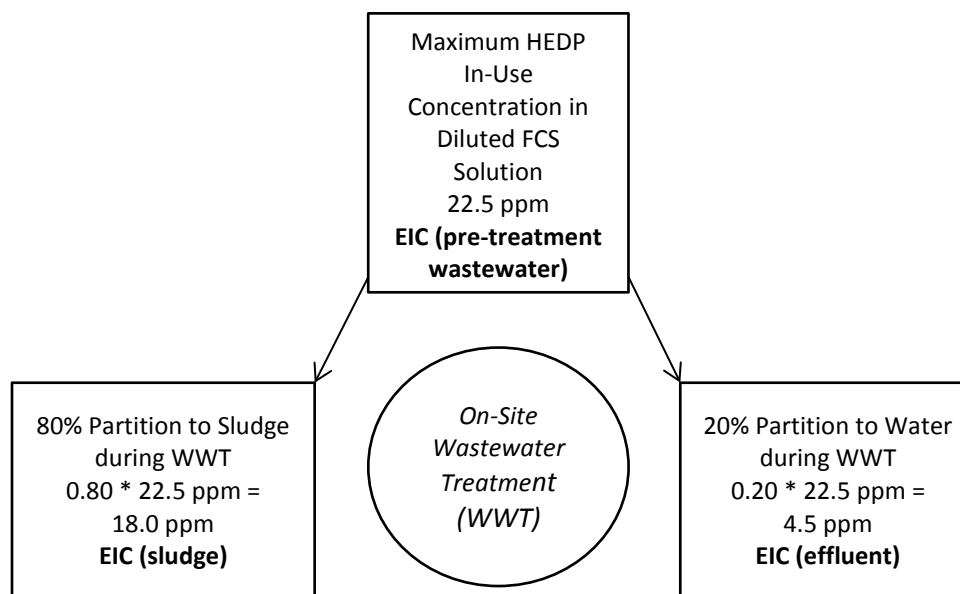 Maximum HEDP
In-Use
Concentration in
Diluted FCS
Solution
22.5 ppm
EIC (pre-treatment
wastewater)
80% Partition to Sludge
during WWT
0.80 * 22.5 ppm =
18.0 ppm
EIC (sludge)
On-Site
Wastewater
Treatment
(WWT)
20% Partition to Water
during WWT
0.20 * 22.5 ppm =
4.5 ppm
EIC (effluent)